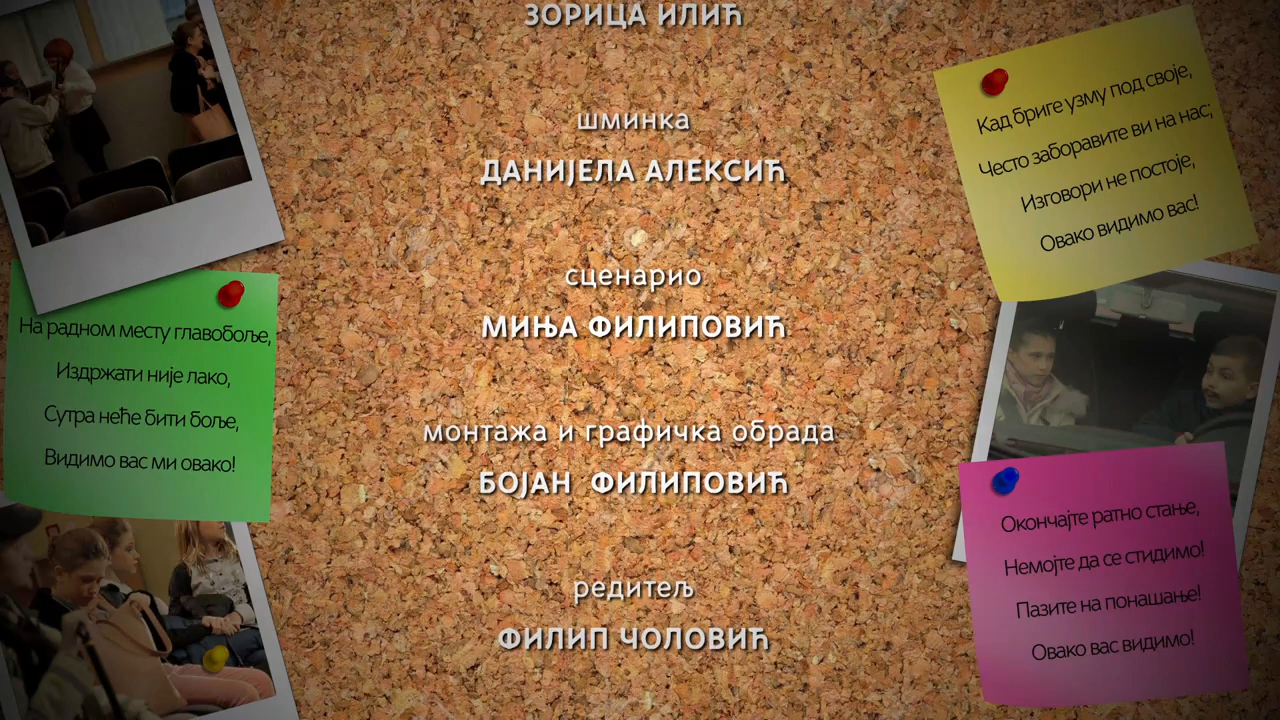 ЗОРИЦА ИЛИЋ
шминка
ДАНИЈЕЛА АЛЕКСИЋ
сценарио
МИЊА ФИЛИПОВИЋ
монтажа и графичка обрада
БОЈАН ФИЛИПОВИЋ
редитељ
ФИЛИП ЧОЛОВИЋ
На радном месту главобоље,
Издржати није лако,
Сутра неће бити боље,
Видимо вас ми овако!
Кад бриге узму под своје,
Често заборавите ви на нас;
Изговори не постоје,
Овако видимо вас!
Окончајте ратно стање,
Немојте да се стидимо!
Пазите на понашање!
Овако вас видимо!